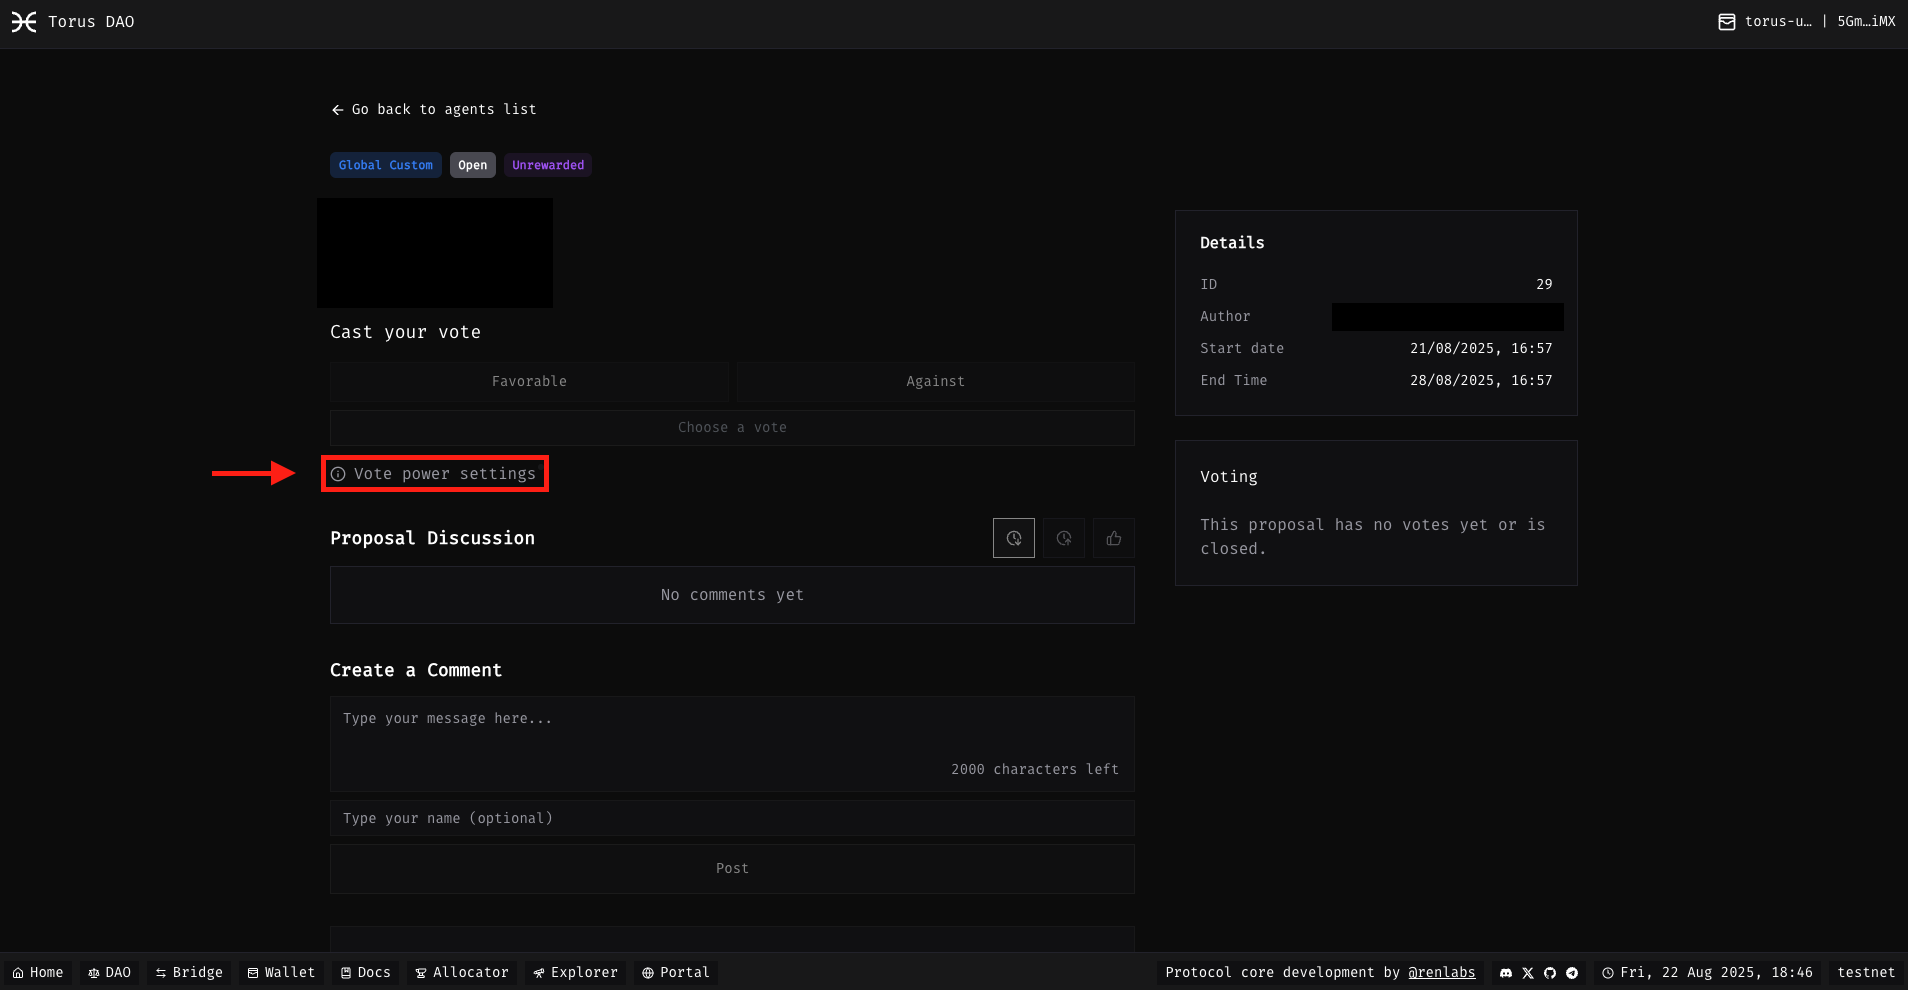 Torus DAO
torus-u… | 5Gm…iMX
Go back to agents list
Global Custom Open Unrewarded
Cast your vote
Favorable Against
Choose a vote
Vote power settings
Proposal Discussion
No comments yet
Create a Comment
Type your message here...
2000 characters left
Type your name (optional)
Post
Details
ID 29
Author
Start date 21/08/2025, 16:57
End Time 28/08/2025, 16:57
Voting
This proposal has no votes yet or is
closed.
Home DAO Bridge Wallet Docs Allocator Explorer Portal
Protocol core development by @renlabs
Fri, 22 Aug 2025, 18:46
testnet